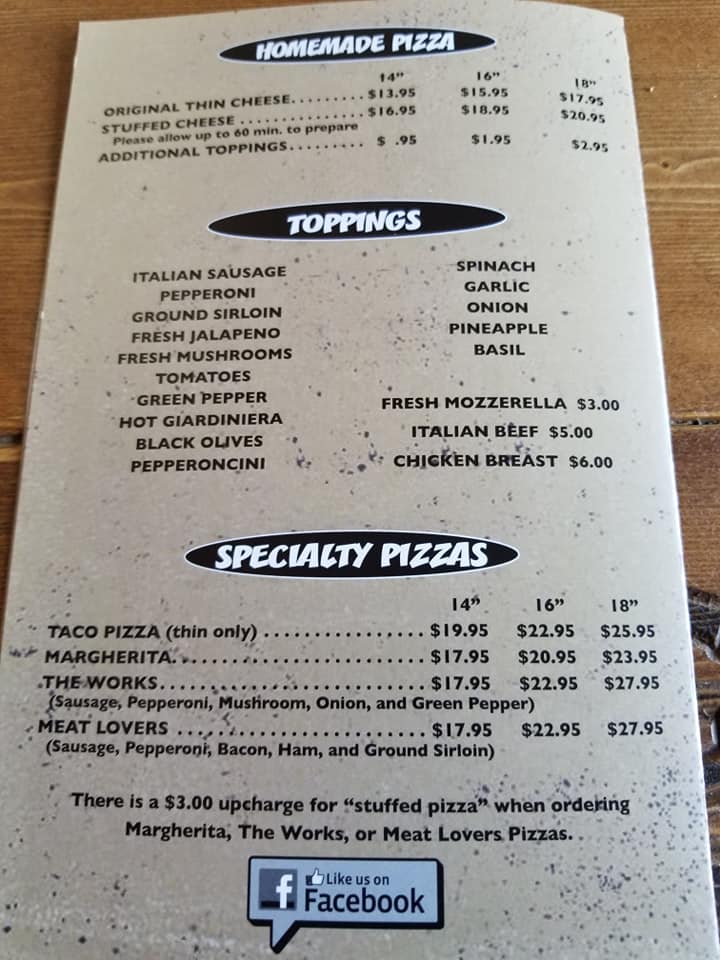 HOMEMADE PIZZA
14" 16" 18"
ORIGINAL THIN CHEESE......... $13.95 $15.95 $17.95
STUFFED CHEESE ............... $16.95 $18.95 $20.95
Please allow up to 60 min. to prepare
ADDITIONAL TOPPINGS......... $ .95 $1.95 $2.95
TOPPINGS
ITALIAN SAUSAGE
PEPPERONI
GROUND SIRLOIN
FRESH JALAPENO
FRESH MUSHROOMS
TOMATOES
GREEN PEPPER
HOT GIARDINIERA
BLACK OLIVES
PEPPERONCINI
SPINACH
GARLIC
ONION
PINEAPPLE
BASIL
FRESH MOZZERELLA $3.00
ITALIAN BEEF $5.00
CHICKEN BREAST $6.00
SPECIALTY PIZZAS
14" 16" 18"
TACO PIZZA (thin only) ................ $19.95 $22.95 $25.95
MARGHERITA......................... $17.95 $20.95 $23.95
THE WORKS.......................... $17.95 $22.95 $27.95
(Sausage, Pepperoni, Mushroom, Onion, and Green Pepper)
MEAT LOVERS ........................ $17.95 $22.95 $27.95
(Sausage, Pepperoni, Bacon, Ham, and Ground Sirloin)
There is a $3.00 upcharge for "stuffed pizza" when ordering
Margherita, The Works, or Meat Lovers Pizzas.
f Like us on
Facebook